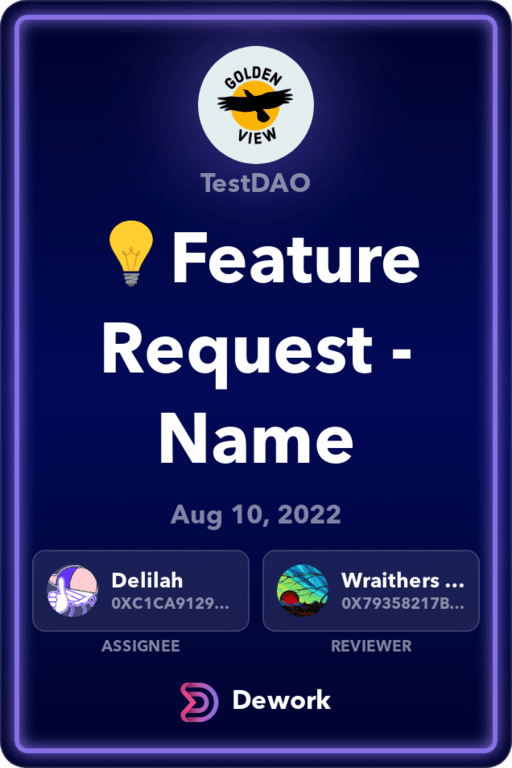 GOLDEN
VIEW
TestDAO
💡Feature
Request -
Name
Aug 10, 2022
Delilah
0XC1CA9129...
Wraithers ...
0X79358217B...
ASSIGNEE
REVIEWER
Dework